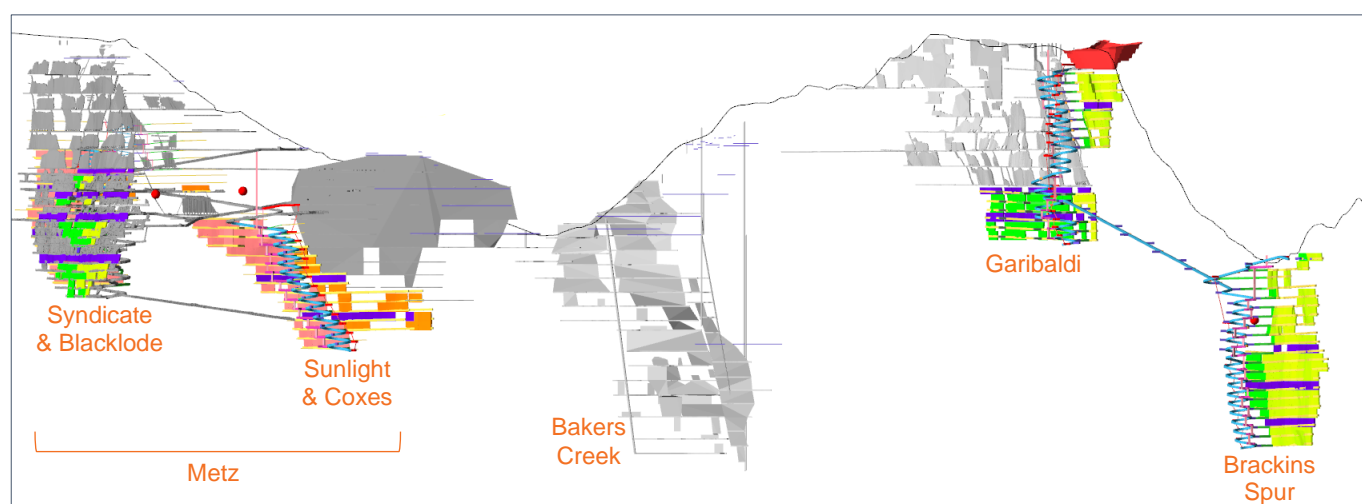 Syndicate
& Blacklode
Sunlight
& Coxes
Metz
Bakers
Creek
Garibaldi
Brackins
Spur